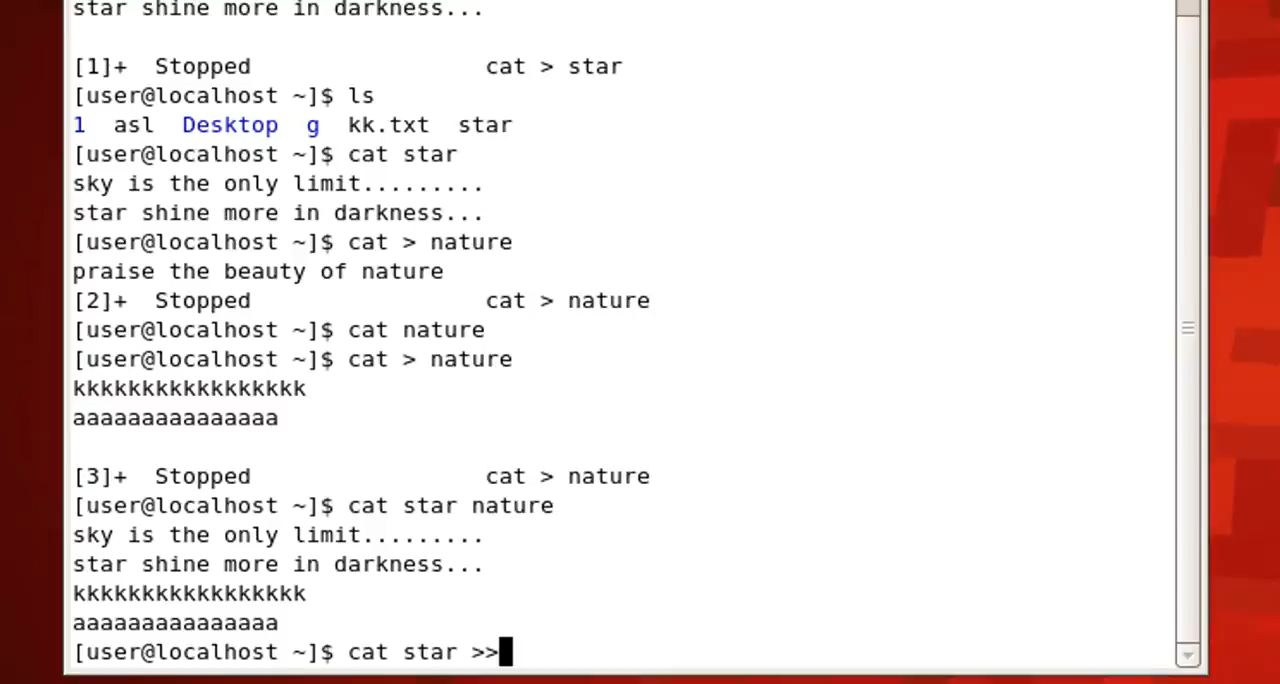 star shine more in darkness...
[1]+  Stopped                 cat > star
[user@localhost ~]$ ls
1  asl  Desktop  g  kk.txt  star
[user@localhost ~]$ cat star
sky is the only limit.........
star shine more in darkness...
[user@localhost ~]$ cat > nature
praise the beauty of nature
[2]+  Stopped                 cat > nature
[user@localhost ~]$ cat nature
[user@localhost ~]$ cat > nature
kkkkkkkkkkkkkkkkk
aaaaaaaaaaaaaaa
[3]+  Stopped                 cat > nature
[user@localhost ~]$ cat star nature
sky is the only limit.........
star shine more in darkness...
kkkkkkkkkkkkkkkkk
aaaaaaaaaaaaaaa
[user@localhost ~]$ cat star >>